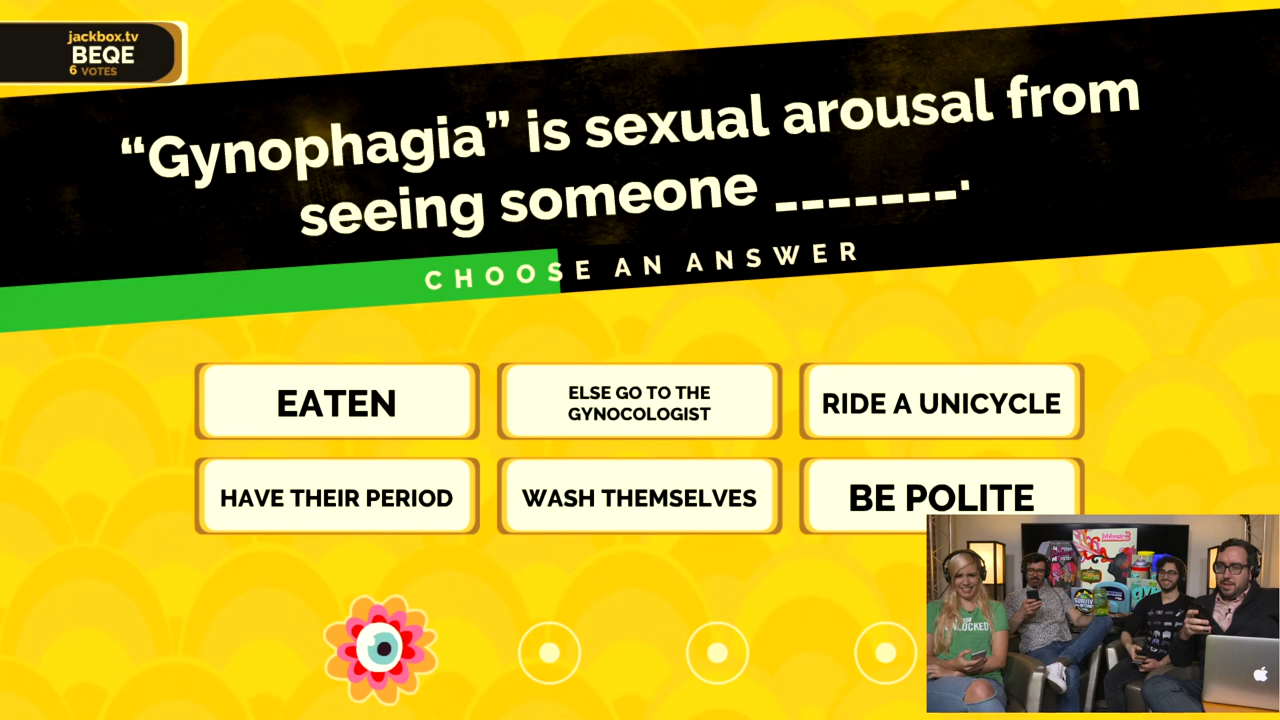 jackbox.tv
BEQE
6 VOTES
“Gynophagia” is sexual arousal from
seeing someone _______.
CHOOSE AN ANSWER
EATEN
ELSE GO TO THE
GYNOCOLOGIST
RIDE A UNICYCLE
HAVE THEIR PERIOD
WASH THEMSELVES
BE POLITE